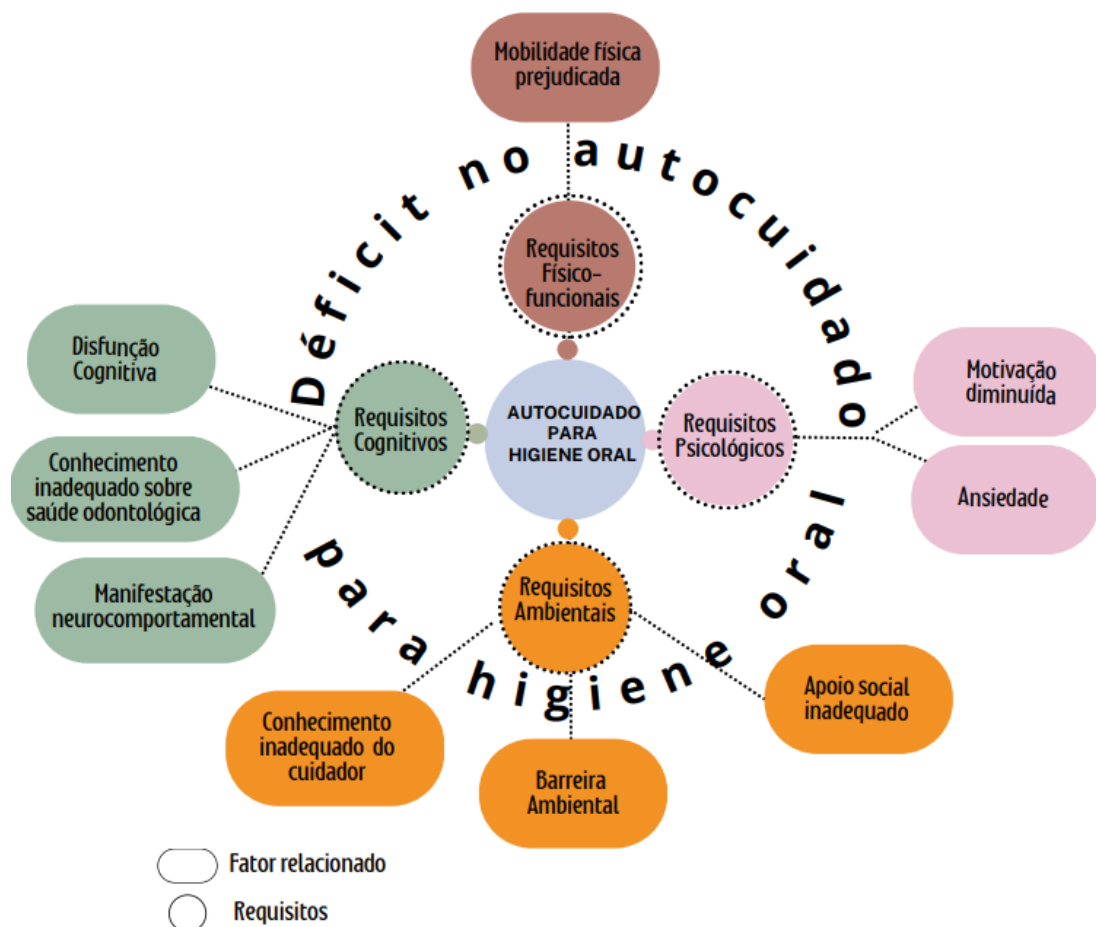 Mobilidade física
prejudicada
Déficit no autocuidado
para higiene oral
Requisitos
Físico-
funcionais
Disfunção
Cognitiva
Conhecimento
inadequado sobre
saúde odontológica
Manifestação
neurocomportamental
Requisitos
Cognitivos
AUTOCUIDADO
PARA
HIGIENE ORAL
Requisitos
Psicológicos
Motivação
diminuída
Ansiedade
Requisitos
Ambientais
Conhecimento
inadequado do
cuidador
Barreira
Ambiental
Apoio social
inadequado
Fator relacionado
Requisitos